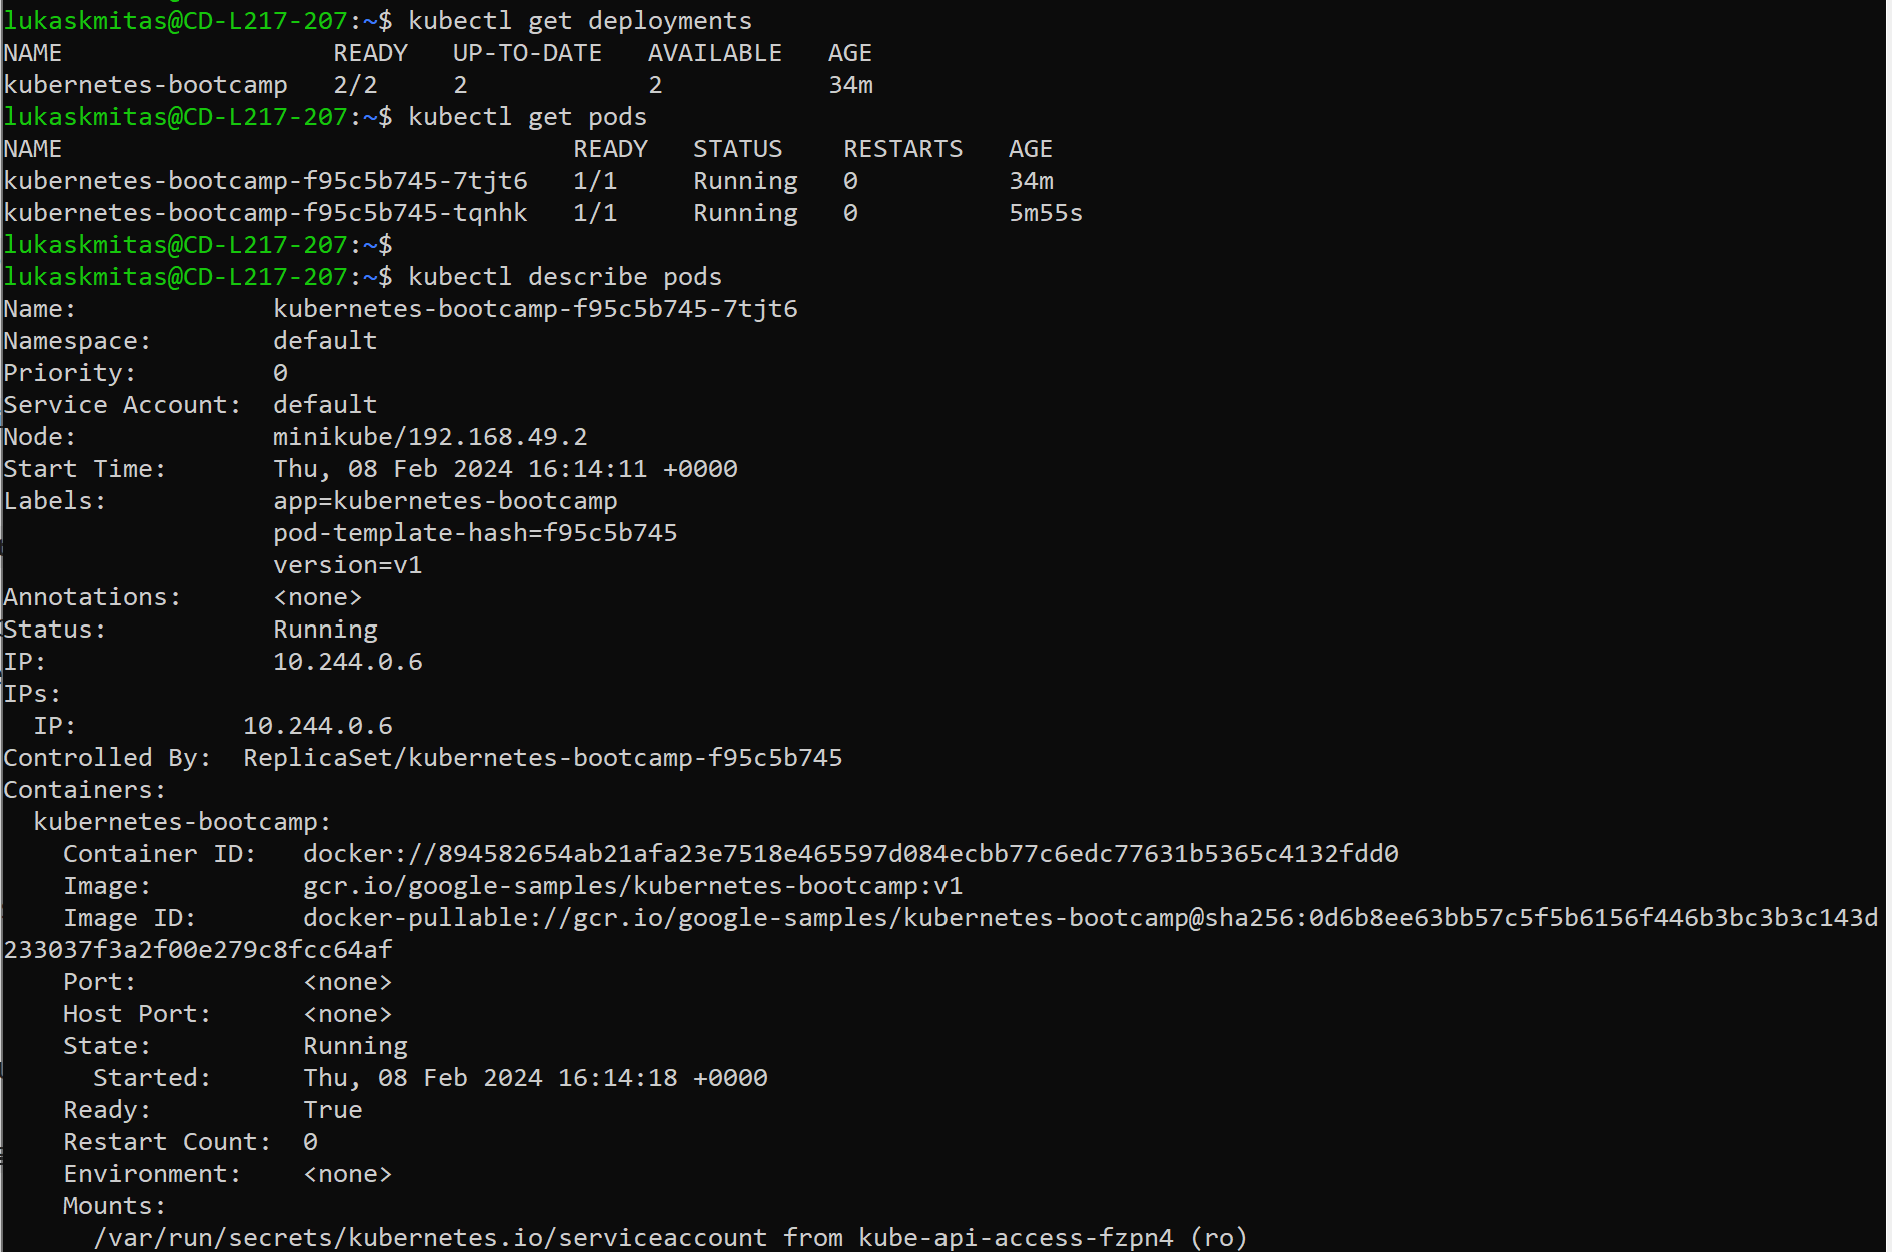 lukaskmitas@CD-L217-207:~$ kubectl get deployments
NAME                  READY   UP-TO-DATE   AVAILABLE   AGE
kubernetes-bootcamp   2/2     2            2           34m
lukaskmitas@CD-L217-207:~$ kubectl get pods
NAME                                  READY   STATUS    RESTARTS   AGE
kubernetes-bootcamp-f95c5b745-7tjt6   1/1     Running   0          34m
kubernetes-bootcamp-f95c5b745-tqnhk   1/1     Running   0          5m55s
lukaskmitas@CD-L217-207:~$
lukaskmitas@CD-L217-207:~$ kubectl describe pods
Name:             kubernetes-bootcamp-f95c5b745-7tjt6
Namespace:        default
Priority:         0
Service Account:  default
Node:             minikube/192.168.49.2
Start Time:       Thu, 08 Feb 2024 16:14:11 +0000
Labels:           app=kubernetes-bootcamp
                  pod-template-hash=f95c5b745
                  version=v1
Annotations:      <none>
Status:           Running
IP:               10.244.0.6
IPs:
  IP:           10.244.0.6
Controlled By:  ReplicaSet/kubernetes-bootcamp-f95c5b745
Containers:
  kubernetes-bootcamp:
    Container ID:   docker://894582654ab21afa23e7518e465597d084ecbb77c6edc77631b5365c4132fdd0
    Image:          gcr.io/google-samples/kubernetes-bootcamp:v1
    Image ID:       docker-pullable://gcr.io/google-samples/kubernetes-bootcamp@sha256:0d6b8ee63bb57c5f5b6156f446b3bc3b3c143d
233037f3a2f00e279c8fcc64af
    Port:           <none>
    Host Port:      <none>
    State:          Running
      Started:      Thu, 08 Feb 2024 16:14:18 +0000
    Ready:          True
    Restart Count:  0
    Environment:    <none>
    Mounts:
      /var/run/secrets/kubernetes.io/serviceaccount from kube-api-access-fzpn4 (ro)